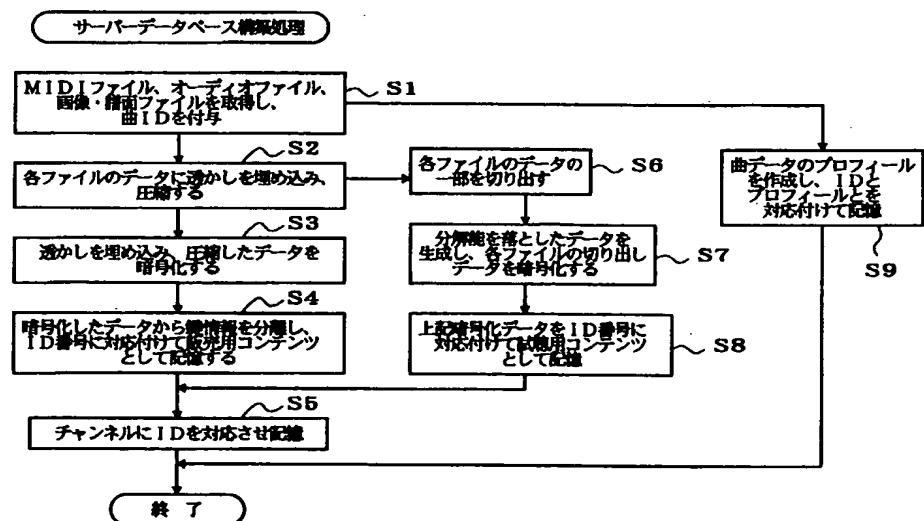 サーバーデータベース構築処理
S1
MIDIファイル、オーディオファイル、
画像・譜面ファイルを取得し、
曲IDを付与
S2
各ファイルのデータに透かしを埋め込み、
圧縮する
S3
透かしを埋め込み、圧縮したデータを
暗号化する
S4
暗号化したデータから鍵情報を分離し、
ID番号に対応付けて販売用コンテンツ
として記憶する
S5
チャンネルにIDを対応させ記憶
終 了
S6
各ファイルのデータの
一部を切り出す
S7
分解能を落としたデータを
生成し、各ファイルの切り出し
データを暗号化する
S8
上記暗号化データをID番号に
対応付けて試聴用コンテンツ
として記憶
曲データのプロフィール
を作成し、IDと
プロフィールとを
対応付けて記憶
S9